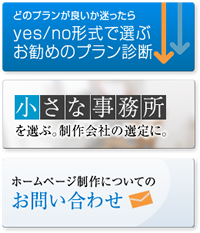 どのプランが良いか迷ったら
yes/no形式で選ぶ
お勧めのプラン診断
小さな事務所
を選ぶ。制作会社の選定に。
ホームページ制作についての
お問い合わせ